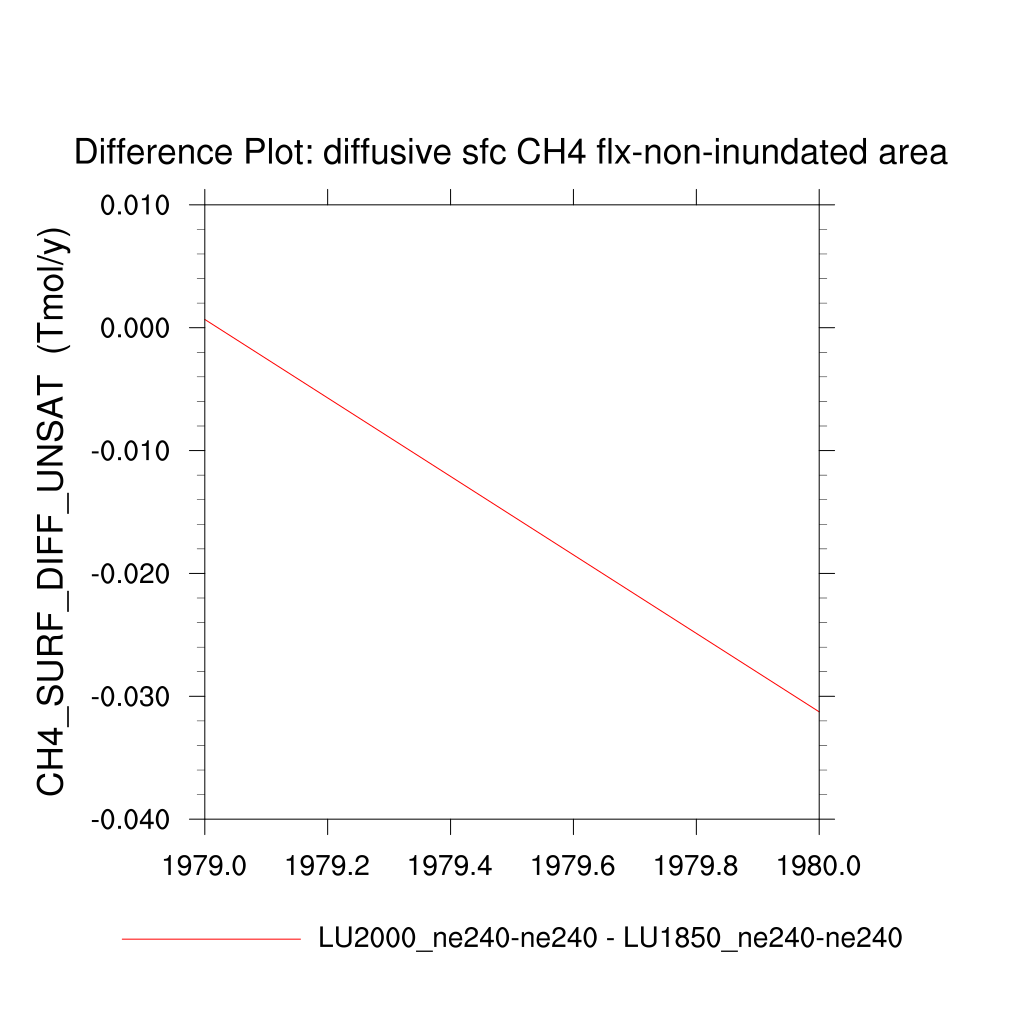 Difference Plot: diffusive sfc CH4 flx-non-inundated area
CH4_SURF_DIFF_UNSAT (Tmol/y)
0.010
0.000
-0.010
-0.020
-0.030
-0.040
1979.0 1979.2 1979.4 1979.6 1979.8 1980.0
LU2000_ne240-ne240 - LU1850_ne240-ne240